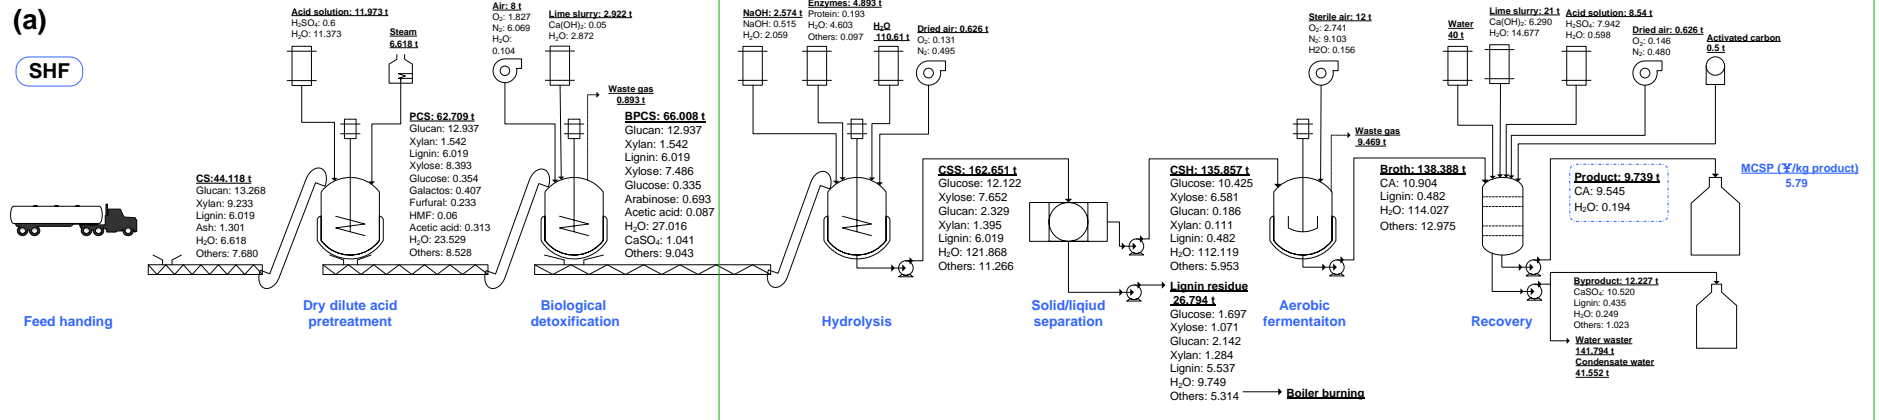 (a)
SHF
Acid solution: 11.973 t
H₂SO₄: 0.6
H₂O: 11.373
Steam
6.618 t
Air: 8 t
O₂: 1.827
N₂: 6.069
H₂O:
0.104
Lime slurry: 2.922 t
Ca(OH)₂: 0.05
H₂O: 2.872
Waste gas
0.893 t
CS:44.118 t
Glucan: 13.268
Xylan: 9.233
Lignin: 6.019
Ash: 1.301
H₂O: 6.618
Others: 7.680
PCS: 62.709 t
Glucan: 12.937
Xylan: 1.542
Lignin: 6.019
Xylose: 8.393
Glucose: 0.354
Galactos: 0.407
Furfural: 0.233
HMF: 0.06
Acetic acid: 0.313
H₂O: 23.529
Others: 8.528
BPCS: 66.008 t
Glucan: 12.937
Xylan: 1.542
Lignin: 6.019
Xylose: 7.486
Glucose: 0.335
Arabinose: 0.693
Acetic acid: 0.087
H₂O: 27.016
CaSO₄: 1.041
Others: 9.043
Feed handing
Dry dilute acid
pretreatment
Biological
detoxification
NaOH: 2.574 t
NaOH: 0.515
H₂O: 2.059
Enzymes: 4.893 t
Protein: 0.193
H₂O: 4.603
Others: 0.097
H₂O
110.61 t
Dried air: 0.626 t
O₂: 0.131
N₂: 0.495
CSS: 162.651 t
Glucose: 12.122
Xylose: 7.652
Glucan: 2.329
Xylan: 1.395
Lignin: 6.019
H₂O: 121.868
Others: 11.266
Hydrolysis
Solid/liqiud
separation
CSH: 135.857 t
Glucose: 10.425
Xylose: 6.581
Glucan: 0.186
Xylan: 0.111
Lignin: 0.482
H₂O: 112.119
Others: 5.953
Lignin residue
26.794 t
Glucose: 1.697
Xylose: 1.071
Glucan: 2.142
Xylan: 1.284
Lignin: 5.537
H₂O: 9.749
Others: 5.314
Boiler burning
Sterile air: 12 t
O₂: 2.741
N₂: 9.103
H2O: 0.156
Waste gas
9.469 t
Aerobic
fermentaiton
Broth: 138.388 t
CA: 10.904
Lignin: 0.482
H₂O: 114.027
Others: 12.975
Water
40 t
Lime slurry: 21 t
Ca(OH)₂: 6.290
H₂O: 14.677
Acid solution: 8.54 t
H₂SO₄: 7.942
H₂O: 0.598
Dried air: 0.626 t
O₂: 0.146
N₂: 0.480
Activated carbon
0.5 t
Recovery
Product: 9.739 t
CA: 9.545
H₂O: 0.194
MCSP (¥/kg product)
5.79
Byproduct: 12.227 t
CaSO₄: 10.520
Lignin: 0.435
H₂O: 0.249
Others: 1.023
Water waster
141.794 t
Condensate water
41.552 t